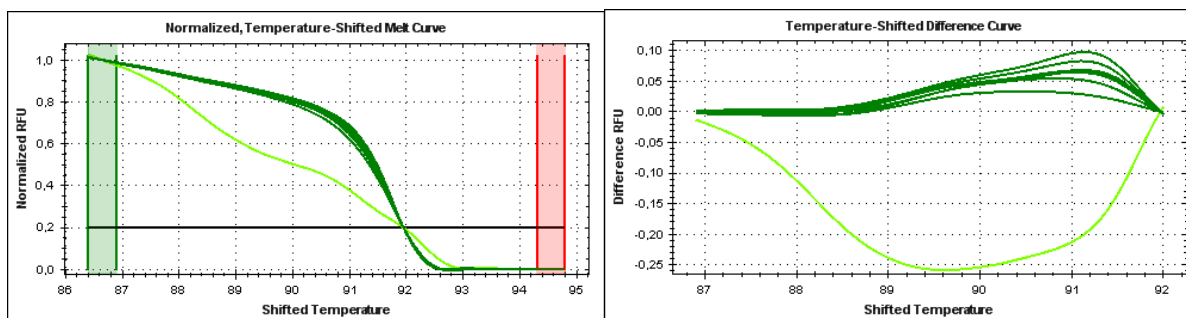 Normalized, Temperature-Shifted Melt Curve
Normalized RFU
1,0
0,8
0,6
0,4
0,2
0,0
86 87 88 89 90 91 92 93 94 95
Shifted Temperature
Temperature-Shifted Difference Curve
Difference RFU
0,10
0,05
0,00
-0,05
-0,10
-0,15
-0,20
-0,25
87 88 89 90 91 92
Shifted Temperature